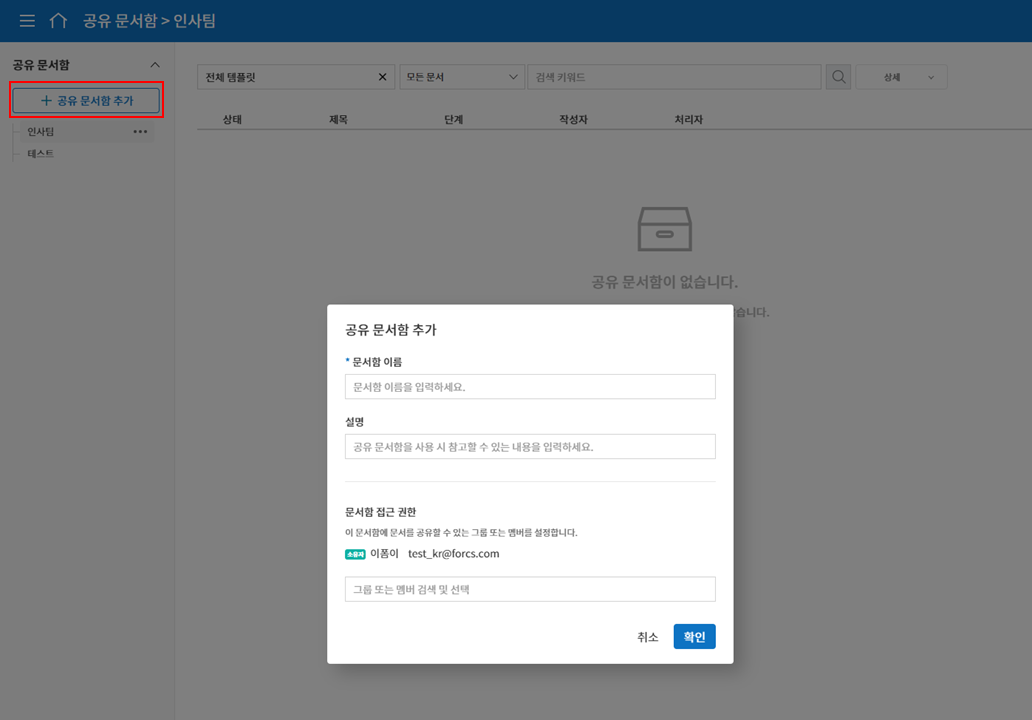 공유 문서함 > 인사팀
공유 문서함
+ 공유 문서함 추가
인사팀
테스트
전체 템플릿
모든 문서
검색 키워드
상세
상태 제목 단계 작성자 처리자
공유 문서함이 없습니다.
습니다.
공유 문서함 추가
* 문서함 이름
문서함 이름을 입력하세요.
설명
공유 문서함을 사용 시 참고할 수 있는 내용을 입력하세요.
문서함 접근 권한
이 문서함에 문서를 공유할 수 있는 그룹 또는 멤버를 설정합니다.
소유자 이폼이 test_kr@forcs.com
그룹 또는 멤버 검색 및 선택
취소 확인